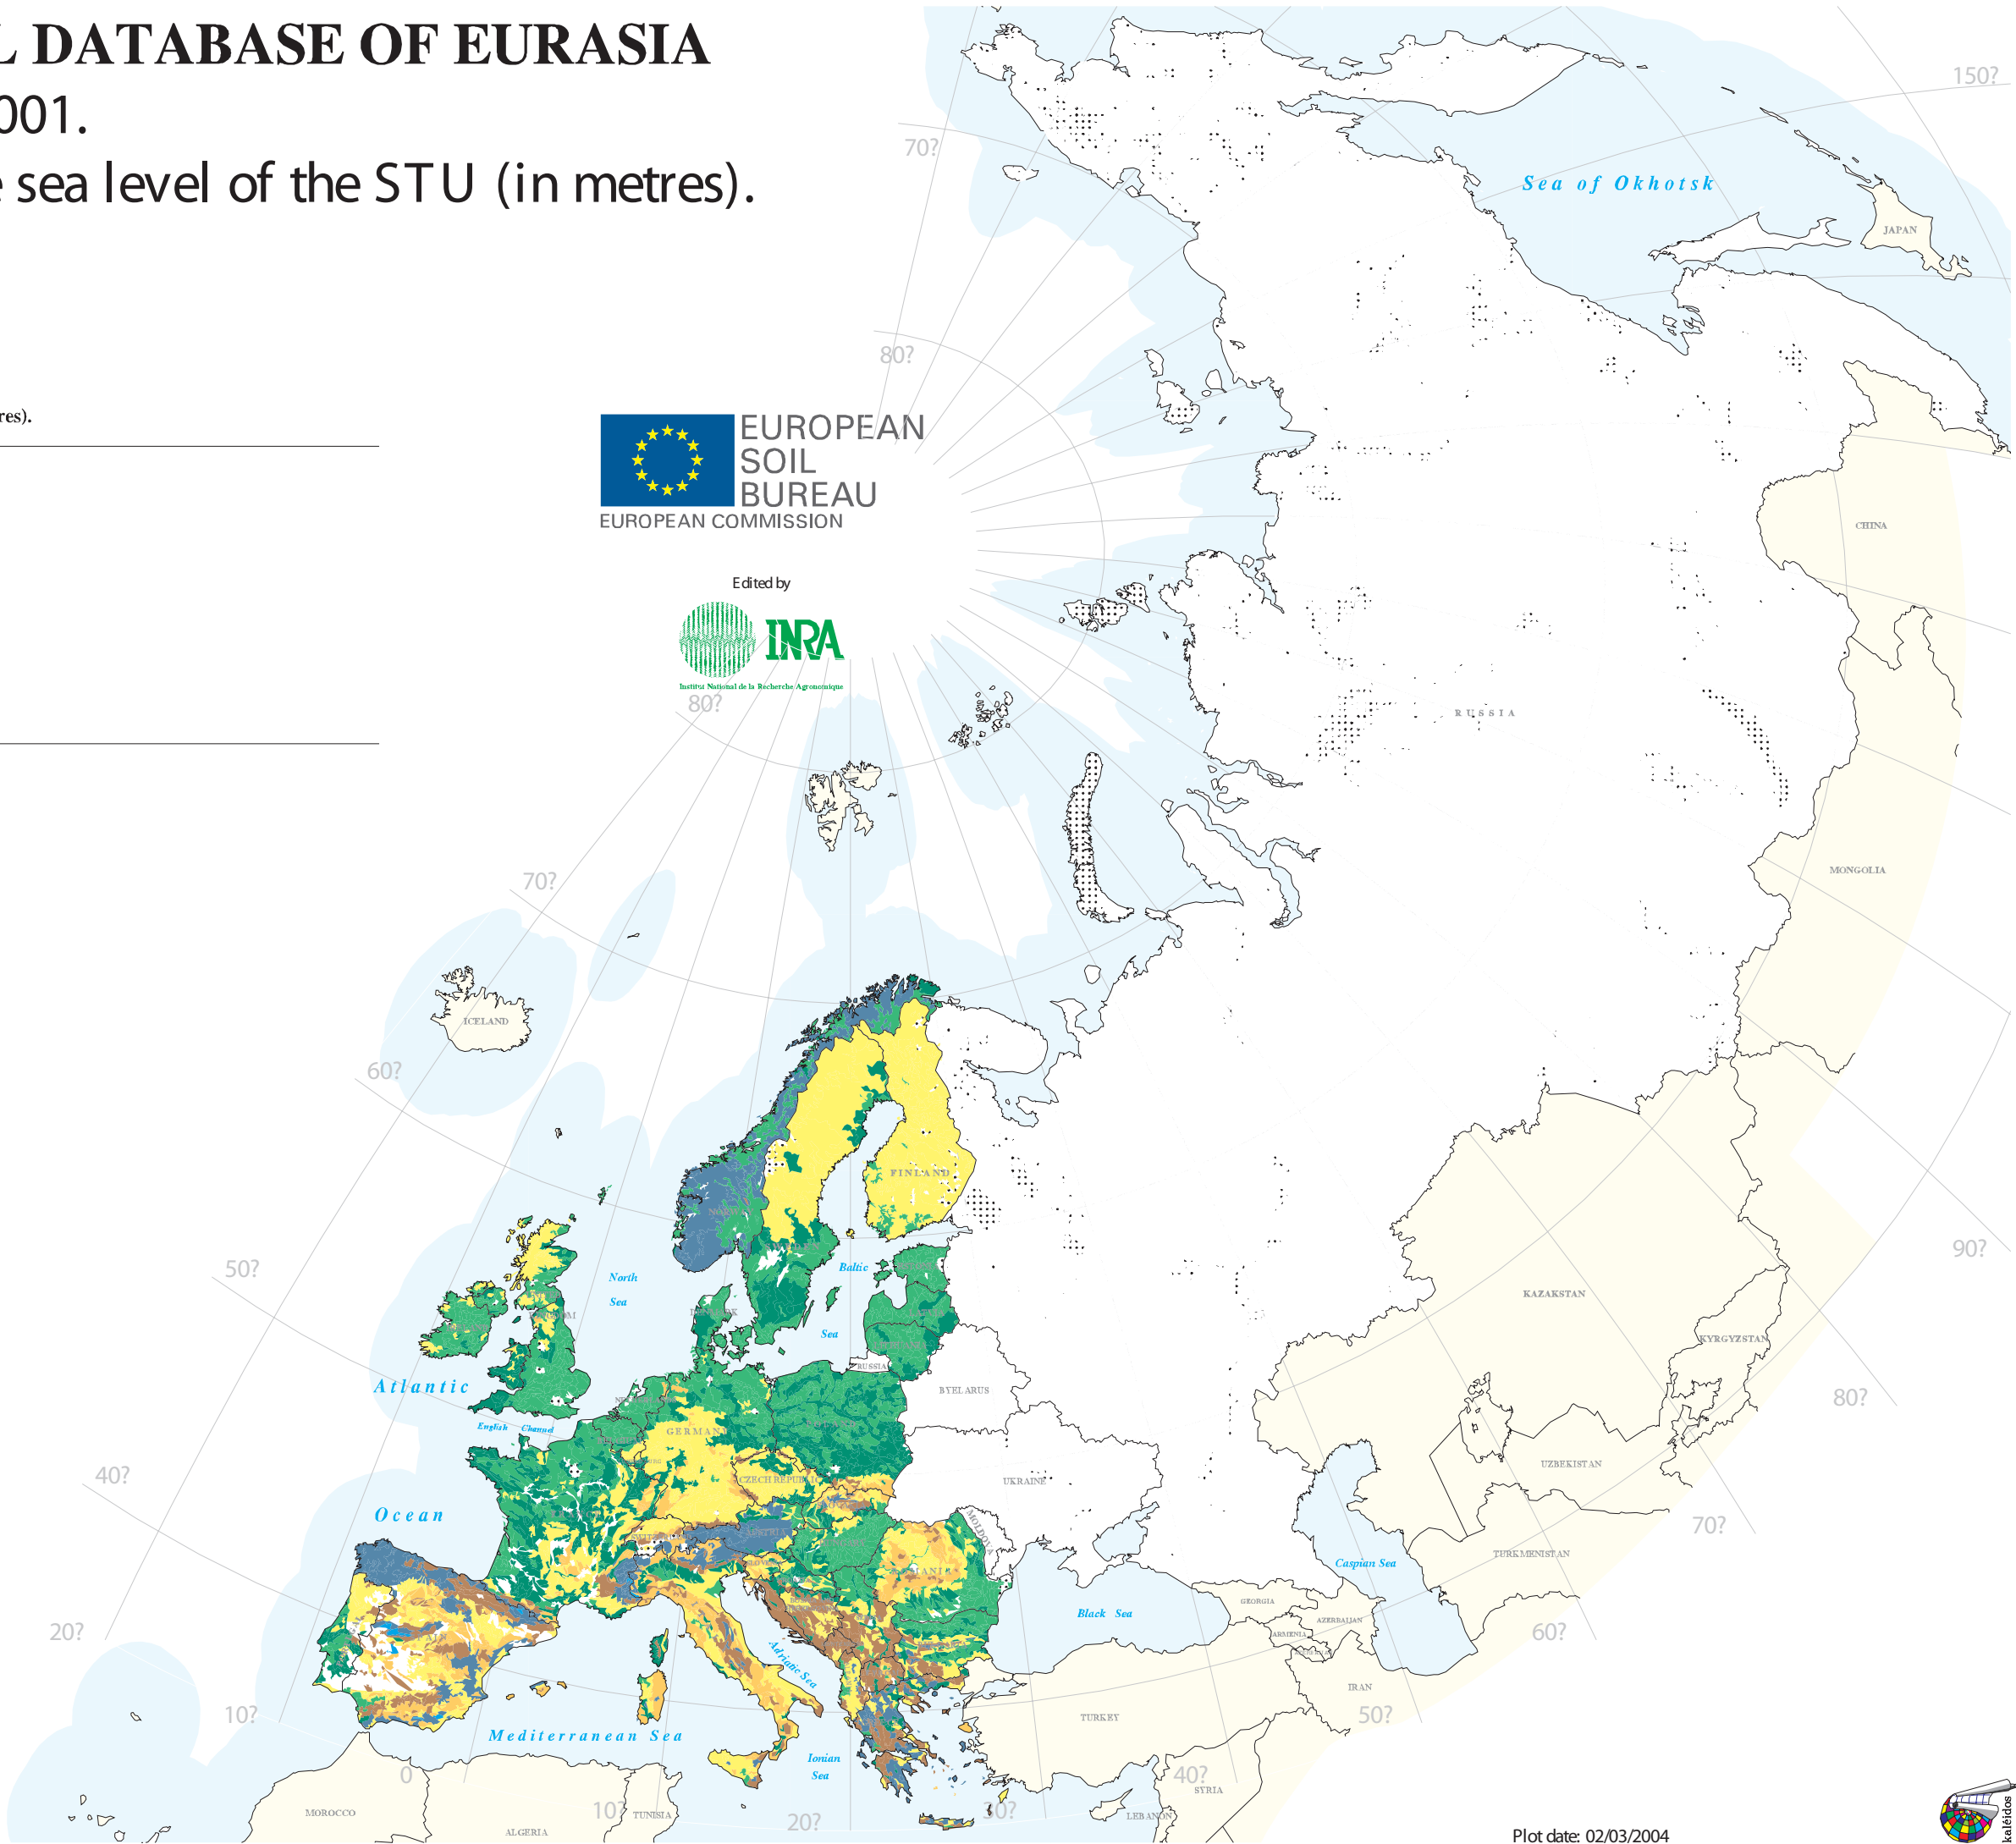 L DATABASE OF EURASIA
001.
e sea level of the STU (in metres).
res).
EUROPEAN
SOIL
BUREAU
EUROPEAN COMMISSION
Edited by
INRA
Institut National de la Recherche Agronomique
150?
70?
80?
Sea of Okhotsk
JAPAN
CHINA
RUSSIA
80?
MONGOLIA
70?
ICELAND
60?
FINLAND
NORWAY
50?
North
Sea
Baltic
Sea
90?
KAZAKSTAN
KYRGYZSTAN
RUSSIA
BYELARUS
Atlantic
English Channel
GERMANY
80?
40?
CZECH REPUBLIC
UKRAINE
UZBEKISTAN
Ocean
MOLDOVA
70?
AUSTRIA
TURKMENISTAN
Caspian Sea
ROMANIA
GEORGIA
Black Sea
AZERBAIJAN
ARMENIA
20?
60?
SPAIN
Adriatic Sea
IRAN
10?
TURKEY
50?
Mediterranean Sea
Ionian
Sea
0
40?
SYRIA
MOROCCO
10?
TUNISIA
20?
30?
LEBANON
ALGERIA
Plot date: 02/03/2004
kaléidos